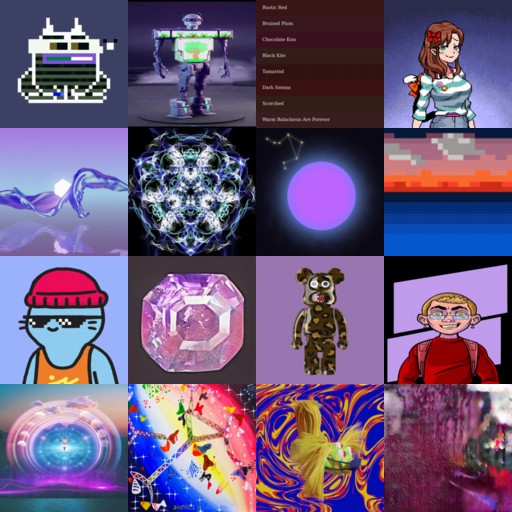 Rustic Red
Bruised Plum
Chocolate Kiss
Black Kite
Tamarind
Dark Sienna
Scorched
Warm Balaclavas Are Forever